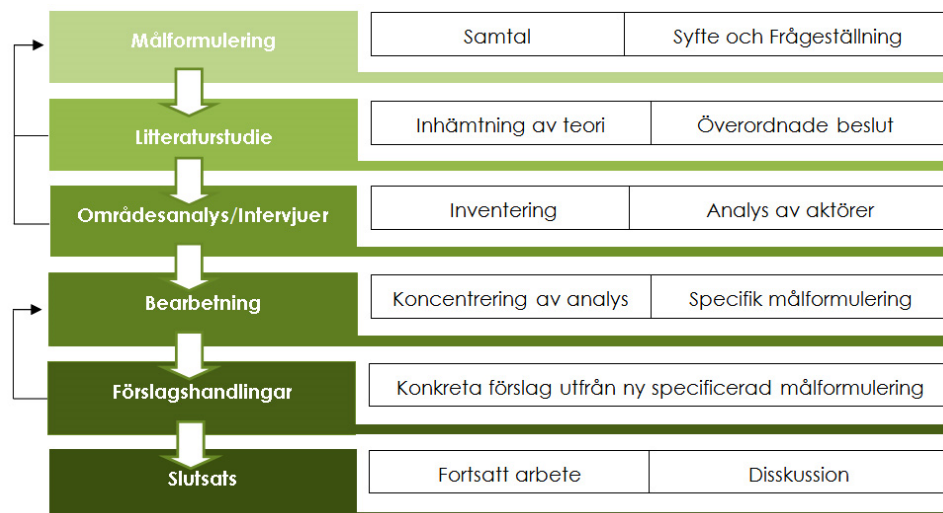 Målformulering
Samtal
Syfte och Frågeställning
Litteraturstudie
Inhämtning av teori
Överordnade beslut
Områdesanalys/Intervjuer
Inventering
Analys av aktörer
Bearbetning
Koncentrering av analys
Specifik målformulering
Förslagshandlingar
Konkreta förslag utfrån ny specificerad målformulering
Slutsats
Fortsatt arbete
Disskussion